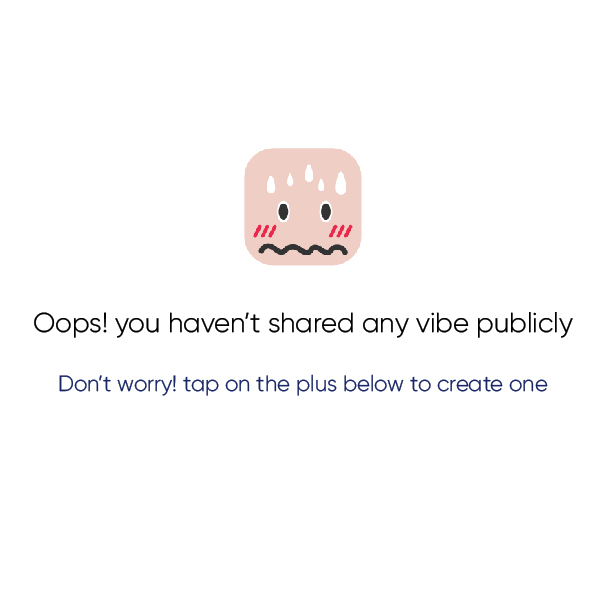 Oops! you haven’t shared any vibe publicly
Don’t worry! tap on the plus below to create one